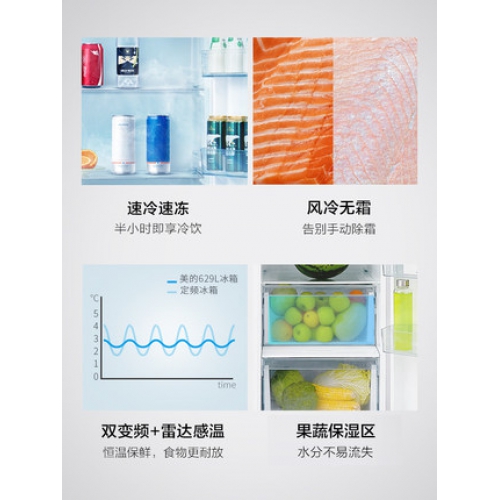 速冷速冻
半小时即享冷饮
风冷无霜
告别手动除霜
美的629L冰箱
定频冰箱
℃
5
4
3
2
1
0
time
双变频+雷达感温
恒温保鲜，食物更耐放
果蔬保湿区
水分不易流失